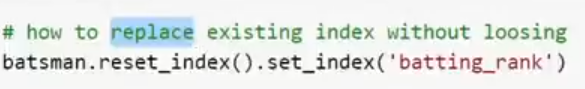 # how to replace existing index without loosing
batsman.reset_index().set_index('batting_rank')